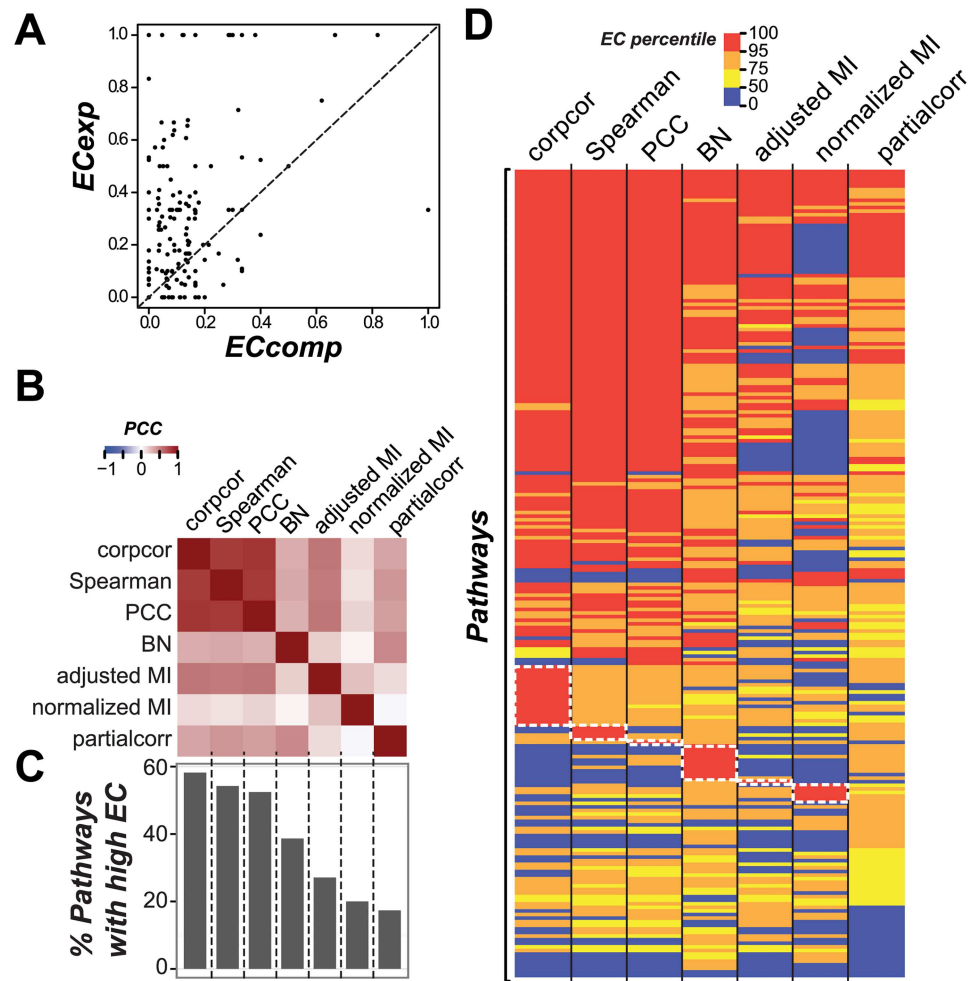 A
ECexp
1.0
0.8
0.6
0.4
0.2
0.0
0.0 0.2 0.4 0.6 0.8 1.0
ECcomp
B
PCC
−1 0 1
corpcor
Spearman
PCC
BN
adjusted MI
normalized MI
partialcorr
corpcor
Spearman
PCC
BN
adjusted MI
normalized MI
partialcorr
C
% Pathways
with high EC
60
40
20
0
D
EC percentile
100
95
75
50
0
corpcor
Spearman
PCC
BN
adjusted MI
normalized MI
partialcorr
Pathways